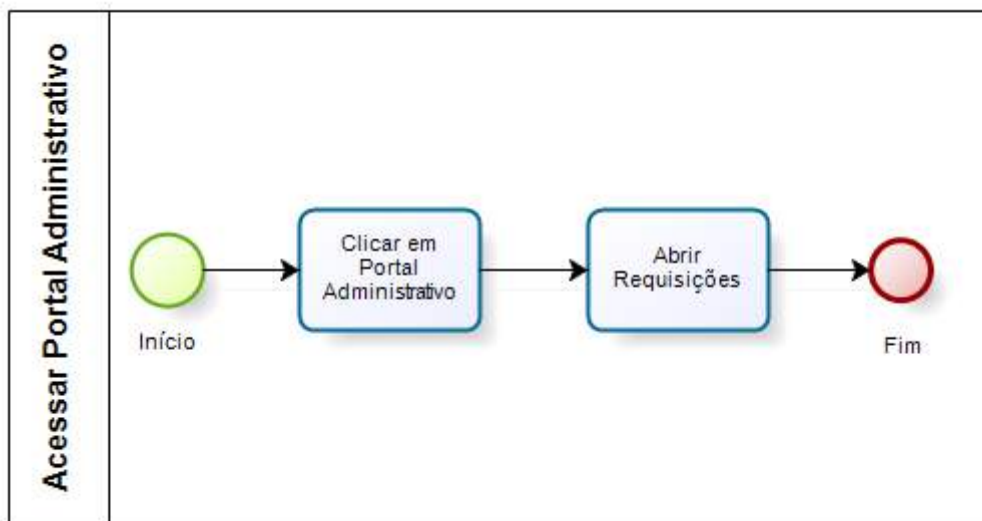 Acessar Portal Administrativo
Início
Clicar em
Portal
Administrativo
Abrir
Requisições
Fim